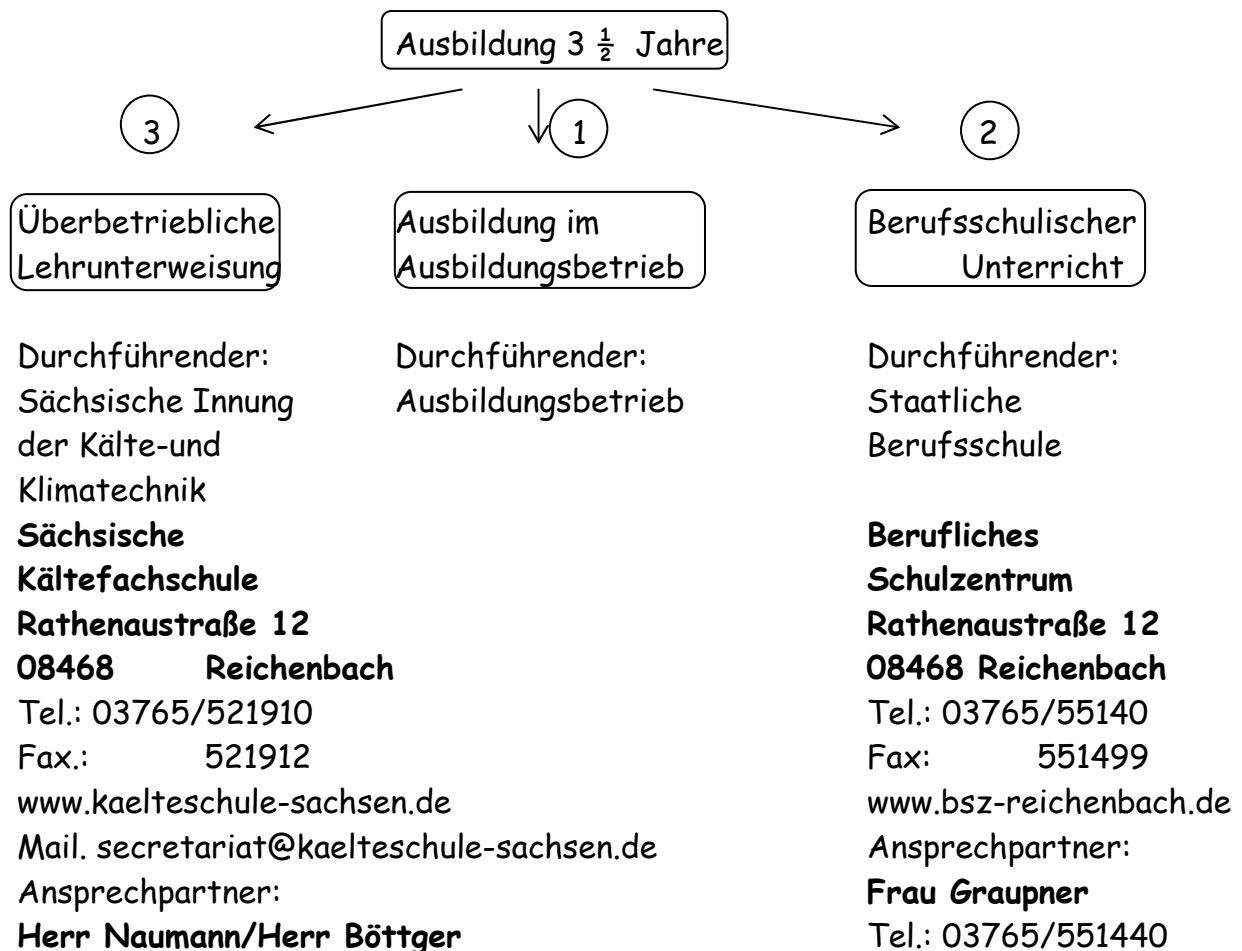 Ausbildung 3 ½ Jahre
3
1
2
Überbetriebliche
Lehrunterweisung
Ausbildung im
Ausbildungsbetrieb
Berufsschulischer
Unterricht
Durchführender:
Sächsische Innung
der Kälte-und
Klimatechnik
Sächsische
Kältefachschule
Rathenaustraße 12
08468 Reichenbach
Tel.: 03765/521910
Fax.: 521912
www.kaelteschule-sachsen.de
Mail. secretariat@kaelteschule-sachsen.de
Ansprechpartner:
Herr Naumann/Herr Böttger
Durchführender:
Ausbildungsbetrieb
Durchführender:
Staatliche
Berufsschule
Berufliches
Schulzentrum
Rathenaustraße 12
08468 Reichenbach
Tel.: 03765/55140
Fax: 551499
www.bsz-reichenbach.de
Ansprechpartner:
Frau Graupner
Tel.: 03765/551440